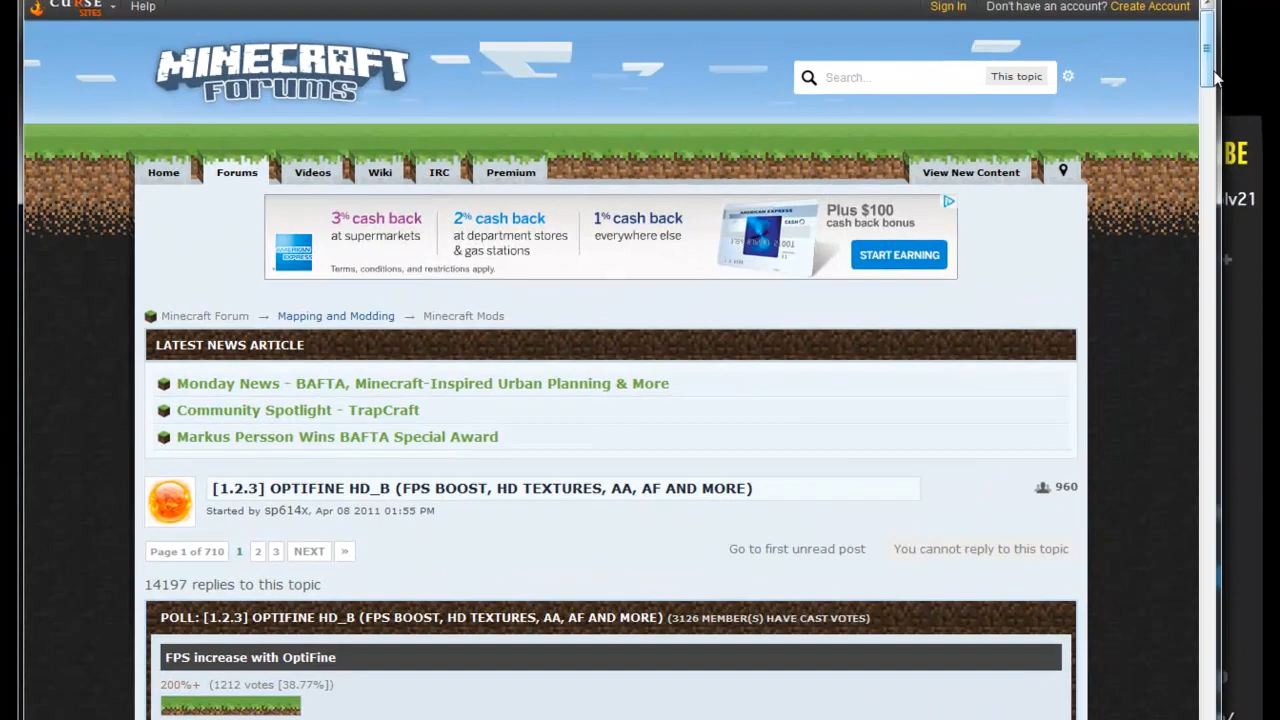 CURSE
SITES
Help
Sign In
Don't have an account? Create Account
MINECRAFT
FORUMS
Search...
This topic
BE
lv21
Home
Forums
Videos
Wiki
IRC
Premium
View New Content
3% cash back
at supermarkets
2% cash back
at department stores
& gas stations
1% cash back
everywhere else
AMERICAN
EXPRESS
Terms, conditions, and restrictions apply.
AMERICAN EXPRESS
Plus $100
cash back bonus
START EARNING
Minecraft Forum → Mapping and Modding → Minecraft Mods
LATEST NEWS ARTICLE
Monday News - BAFTA, Minecraft-Inspired Urban Planning & More
Community Spotlight - TrapCraft
Markus Persson Wins BAFTA Special Award
[1.2.3] OPTIFINE HD_B (FPS BOOST, HD TEXTURES, AA, AF AND MORE)
960
Started by sp614x, Apr 08 2011 01:55 PM
Page 1 of 710 1 2 3 NEXT »
Go to first unread post
You cannot reply to this topic
14197 replies to this topic
POLL: [1.2.3] OPTIFINE HD_B (FPS BOOST, HD TEXTURES, AA, AF AND MORE) (3126 MEMBER(S) HAVE CAST VOTES)
FPS increase with OptiFine
200%+ (1212 votes [38.77%])